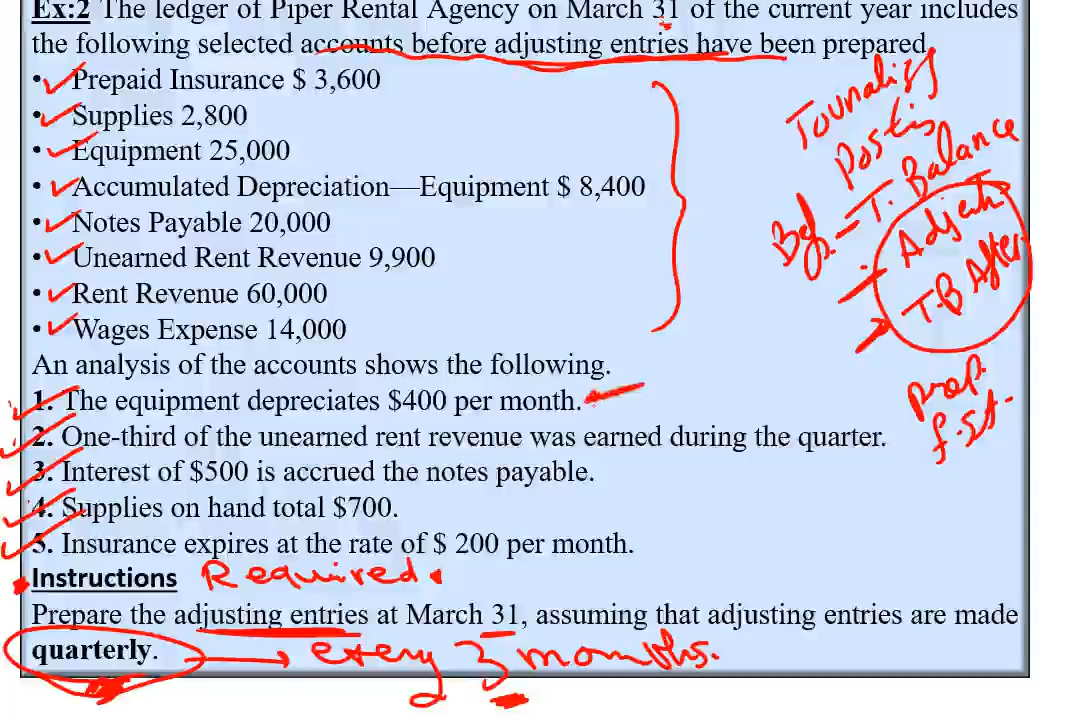 Ex:2 The ledger of Piper Rental Agency on March 31 of the current year includes
the following selected accounts before adjusting entries have been prepared.
• Prepaid Insurance $ 3,600
• Supplies 2,800
• Equipment 25,000
• Accumulated Depreciation—Equipment $ 8,400
• Notes Payable 20,000
• Unearned Rent Revenue 9,900
• Rent Revenue 60,000
• Wages Expense 14,000
T. Balance
T.B After
prep.
f.st.
An analysis of the accounts shows the following.
1. The equipment depreciates $400 per month.
2. One-third of the unearned rent revenue was earned during the quarter.
3. Interest of $500 is accrued the notes payable.
4. Supplies on hand total $700.
5. Insurance expires at the rate of $ 200 per month.
Instructions Required.
Prepare the adjusting entries at March 31, assuming that adjusting entries are made
quarterly. every 3 months.